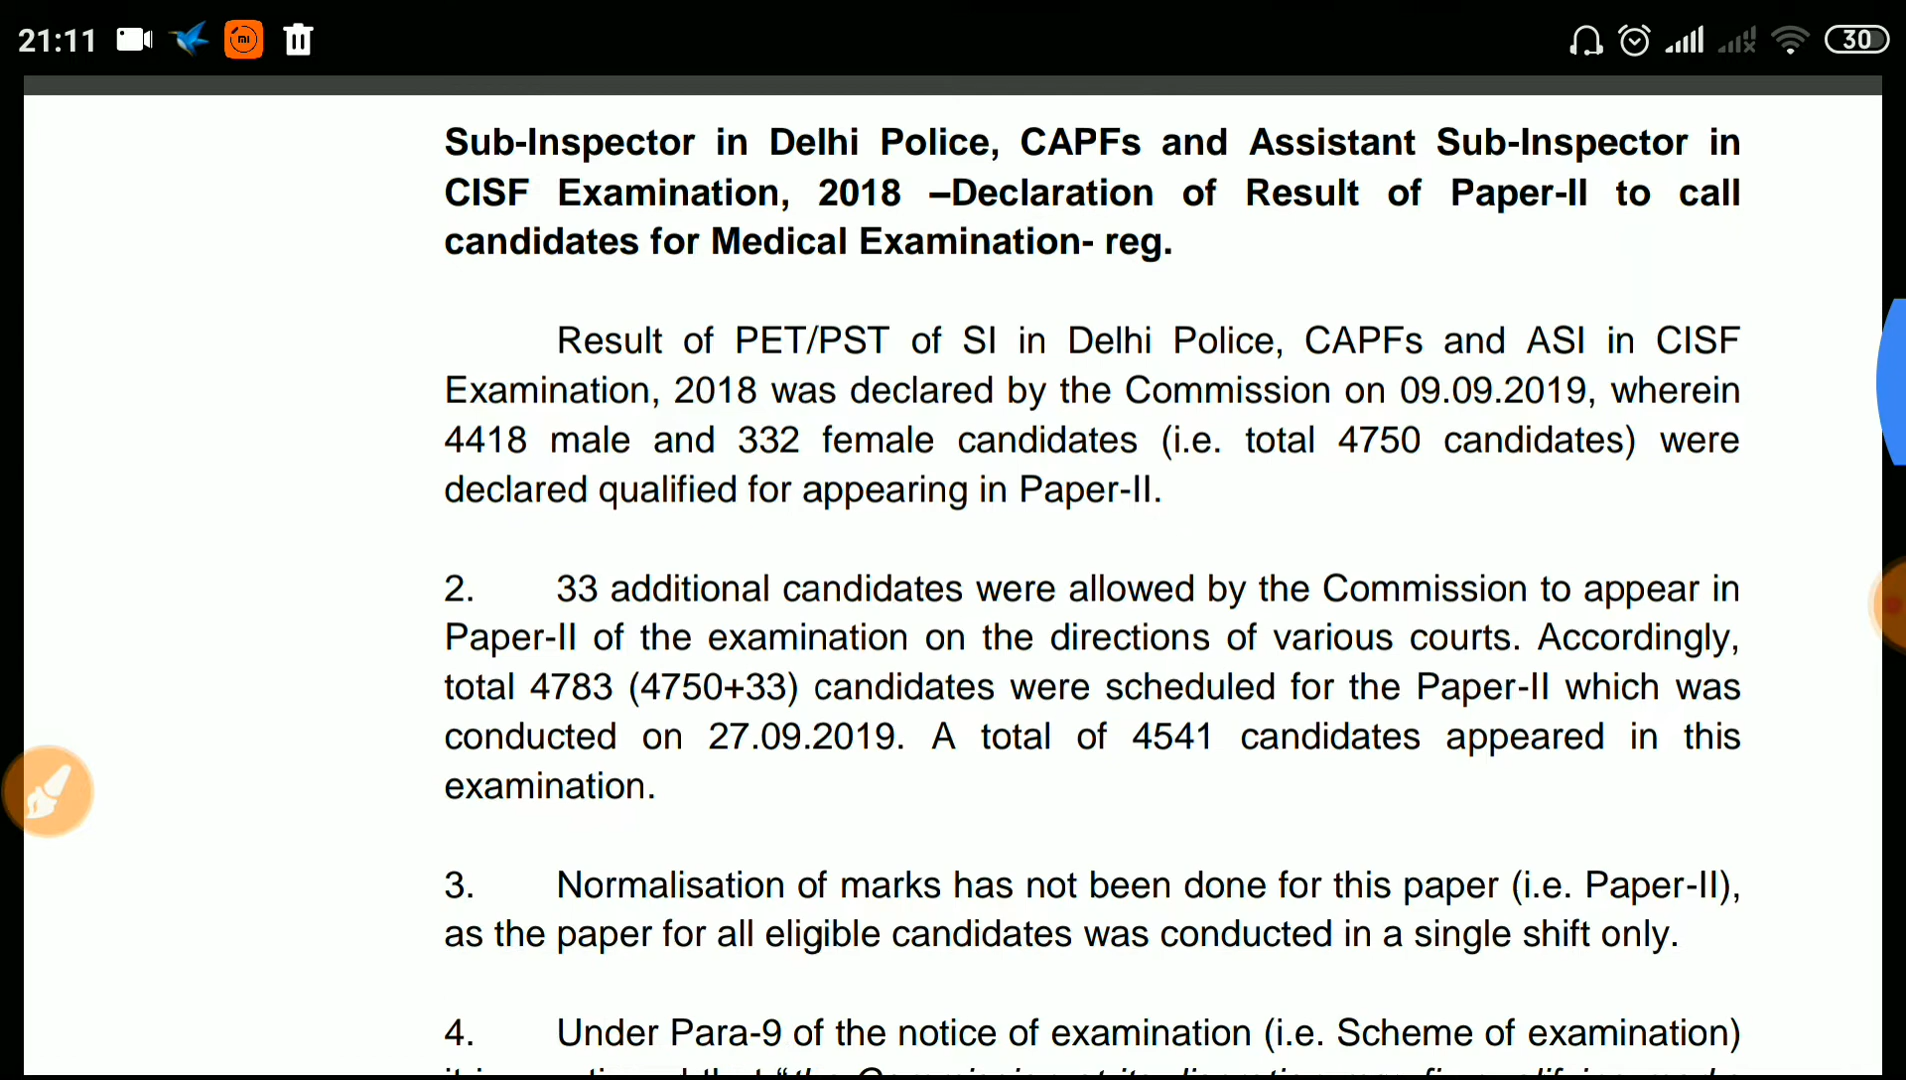 21:11
30
Sub-Inspector in Delhi Police, CAPFs and Assistant Sub-Inspector in
CISF Examination, 2018 –Declaration of Result of Paper-II to call
candidates for Medical Examination- reg.
Result of PET/PST of SI in Delhi Police, CAPFs and ASI in CISF
Examination, 2018 was declared by the Commission on 09.09.2019, wherein
4418 male and 332 female candidates (i.e. total 4750 candidates) were
declared qualified for appearing in Paper-II.
2. 33 additional candidates were allowed by the Commission to appear in
Paper-II of the examination on the directions of various courts. Accordingly,
total 4783 (4750+33) candidates were scheduled for the Paper-II which was
conducted on 27.09.2019. A total of 4541 candidates appeared in this
examination.
3. Normalisation of marks has not been done for this paper (i.e. Paper-II),
as the paper for all eligible candidates was conducted in a single shift only.
4. Under Para-9 of the notice of examination (i.e. Scheme of examination)